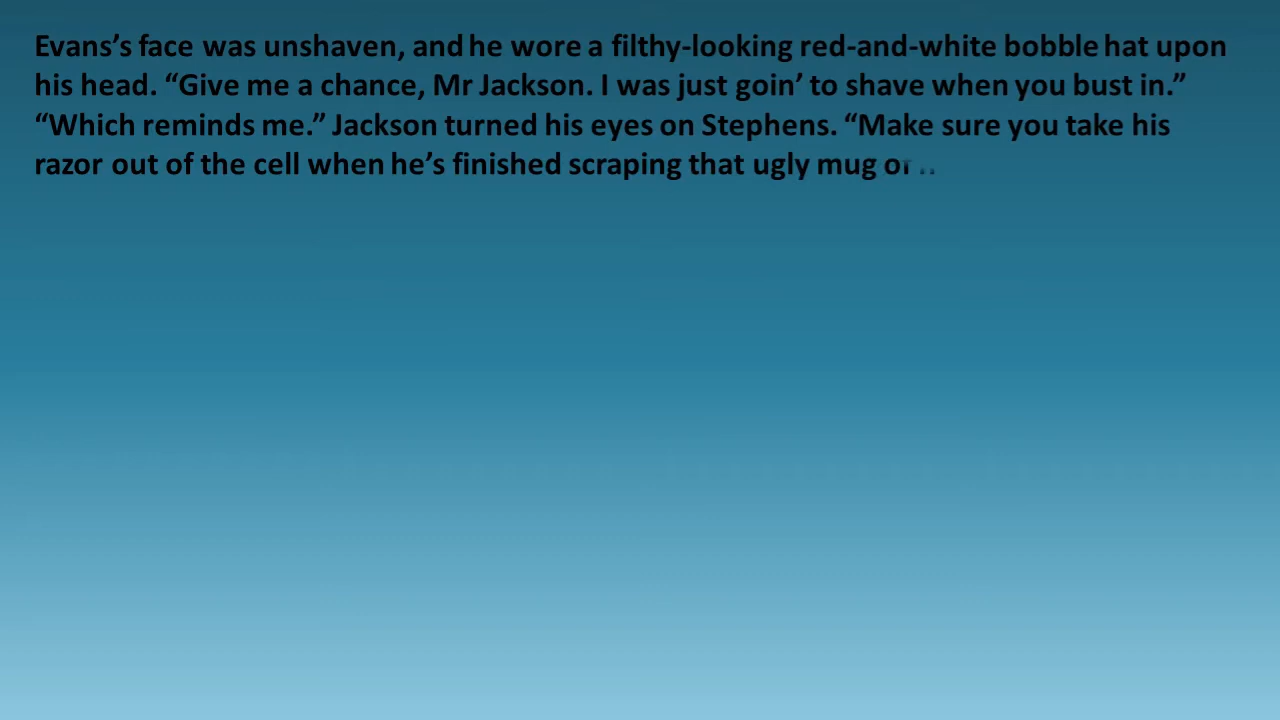 Evans’s face was unshaven, and he wore a filthy-looking red-and-white bobble hat upon
his head. “Give me a chance, Mr Jackson. I was just goin’ to shave when you bust in.”
“Which reminds me.” Jackson turned his eyes on Stephens. “Make sure you take his
razor out of the cell when he’s finished scraping that ugly mug